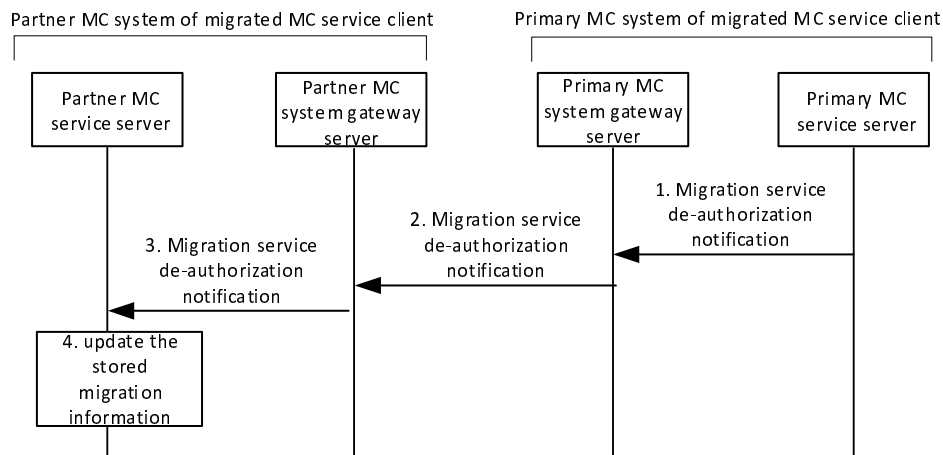 Partner MC system of migrated MC service client
Primary MC system of migrated MC service client
Partner MC
service server
Partner MC
system gateway
server
Primary MC
system gateway
server
Primary MC
service server
1. Migration service
de-authorization
notification
2. Migration service
de-authorization
notification
3. Migration service
de-authorization
notification
4. update the
stored
migration
information